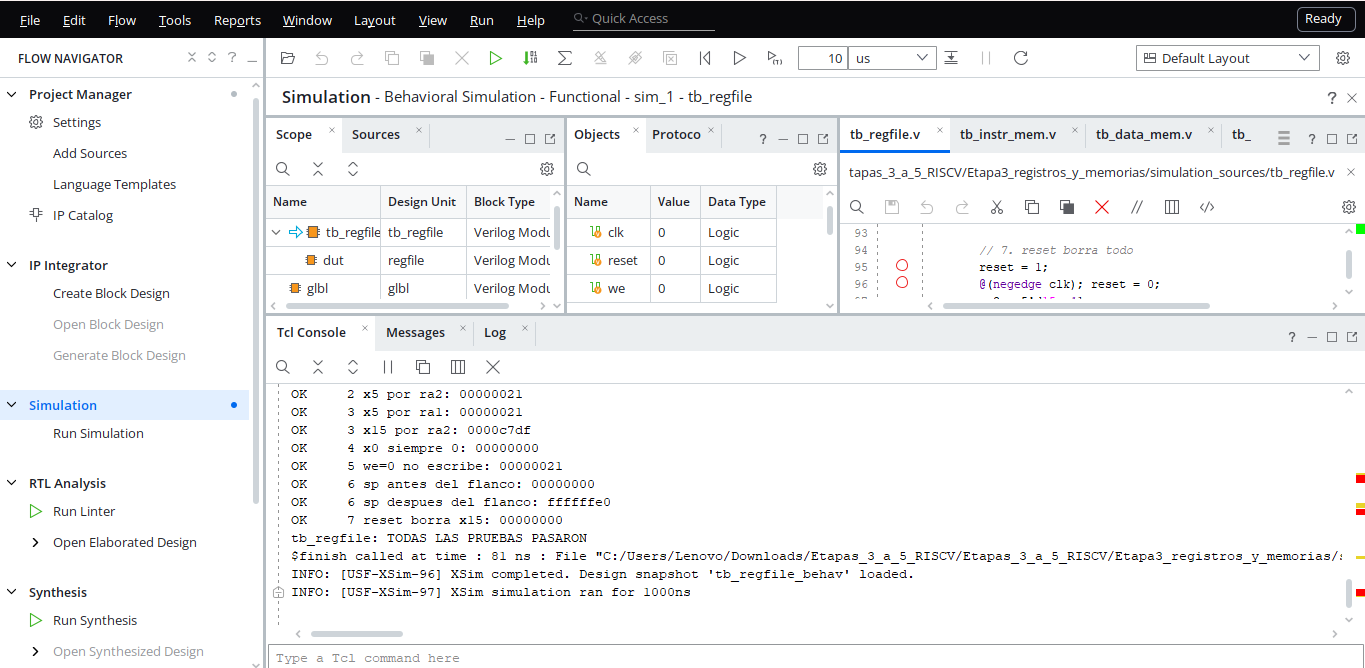 File Edit Flow Tools Reports Window Layout View Run Help Quick Access Ready
FLOW NAVIGATOR
10 us Default Layout
Project Manager
Settings
Add Sources
Language Templates
IP Catalog
IP Integrator
Create Block Design
Open Block Design
Generate Block Design
Simulation
Run Simulation
RTL Analysis
Run Linter
Open Elaborated Design
Synthesis
Run Synthesis
Open Synthesized Design
Simulation - Behavioral Simulation - Functional - sim_1 - tb_regfile
Scope Sources
Name Design Unit Block Type
tb_regfile tb_regfile Verilog Modu
dut regfile Verilog Modu
glbl glbl Verilog Modu
Objects Protoco
Name Value Data Type
clk 0 Logic
reset 0 Logic
we 0 Logic
tb_regfile.v tb_instr_mem.v tb_data_mem.v tb_
tapas_3_a_5_RISCV/Etapa3_registros_y_memorias/simulation_sources/tb_regfile.v
93
94 // 7. reset borra todo
95 reset = 1;
96 @(negedge clk); reset = 0;
Tcl Console Messages Log
OK 2 x5 por ra2: 00000021
OK 3 x5 por ra1: 00000021
OK 3 x15 por ra2: 0000c7df
OK 4 x0 siempre 0: 00000000
OK 5 we=0 no escribe: 00000021
OK 6 sp antes del flanco: 00000000
OK 6 sp despues del flanco: ffffffe0
OK 7 reset borra x15: 00000000
tb_regfile: TODAS LAS PRUEBAS PASARON
$finish called at time : 81 ns : File "C:/Users/Lenovo/Downloads/Etapas_3_a_5_RISCV/Etapas_3_a_5_RISCV/Etapa3_registros_y_memorias/s
INFO: [USF-XSim-96] XSim completed. Design snapshot 'tb_regfile_behav' loaded.
INFO: [USF-XSim-97] XSim simulation ran for 1000ns
Type a Tcl command here